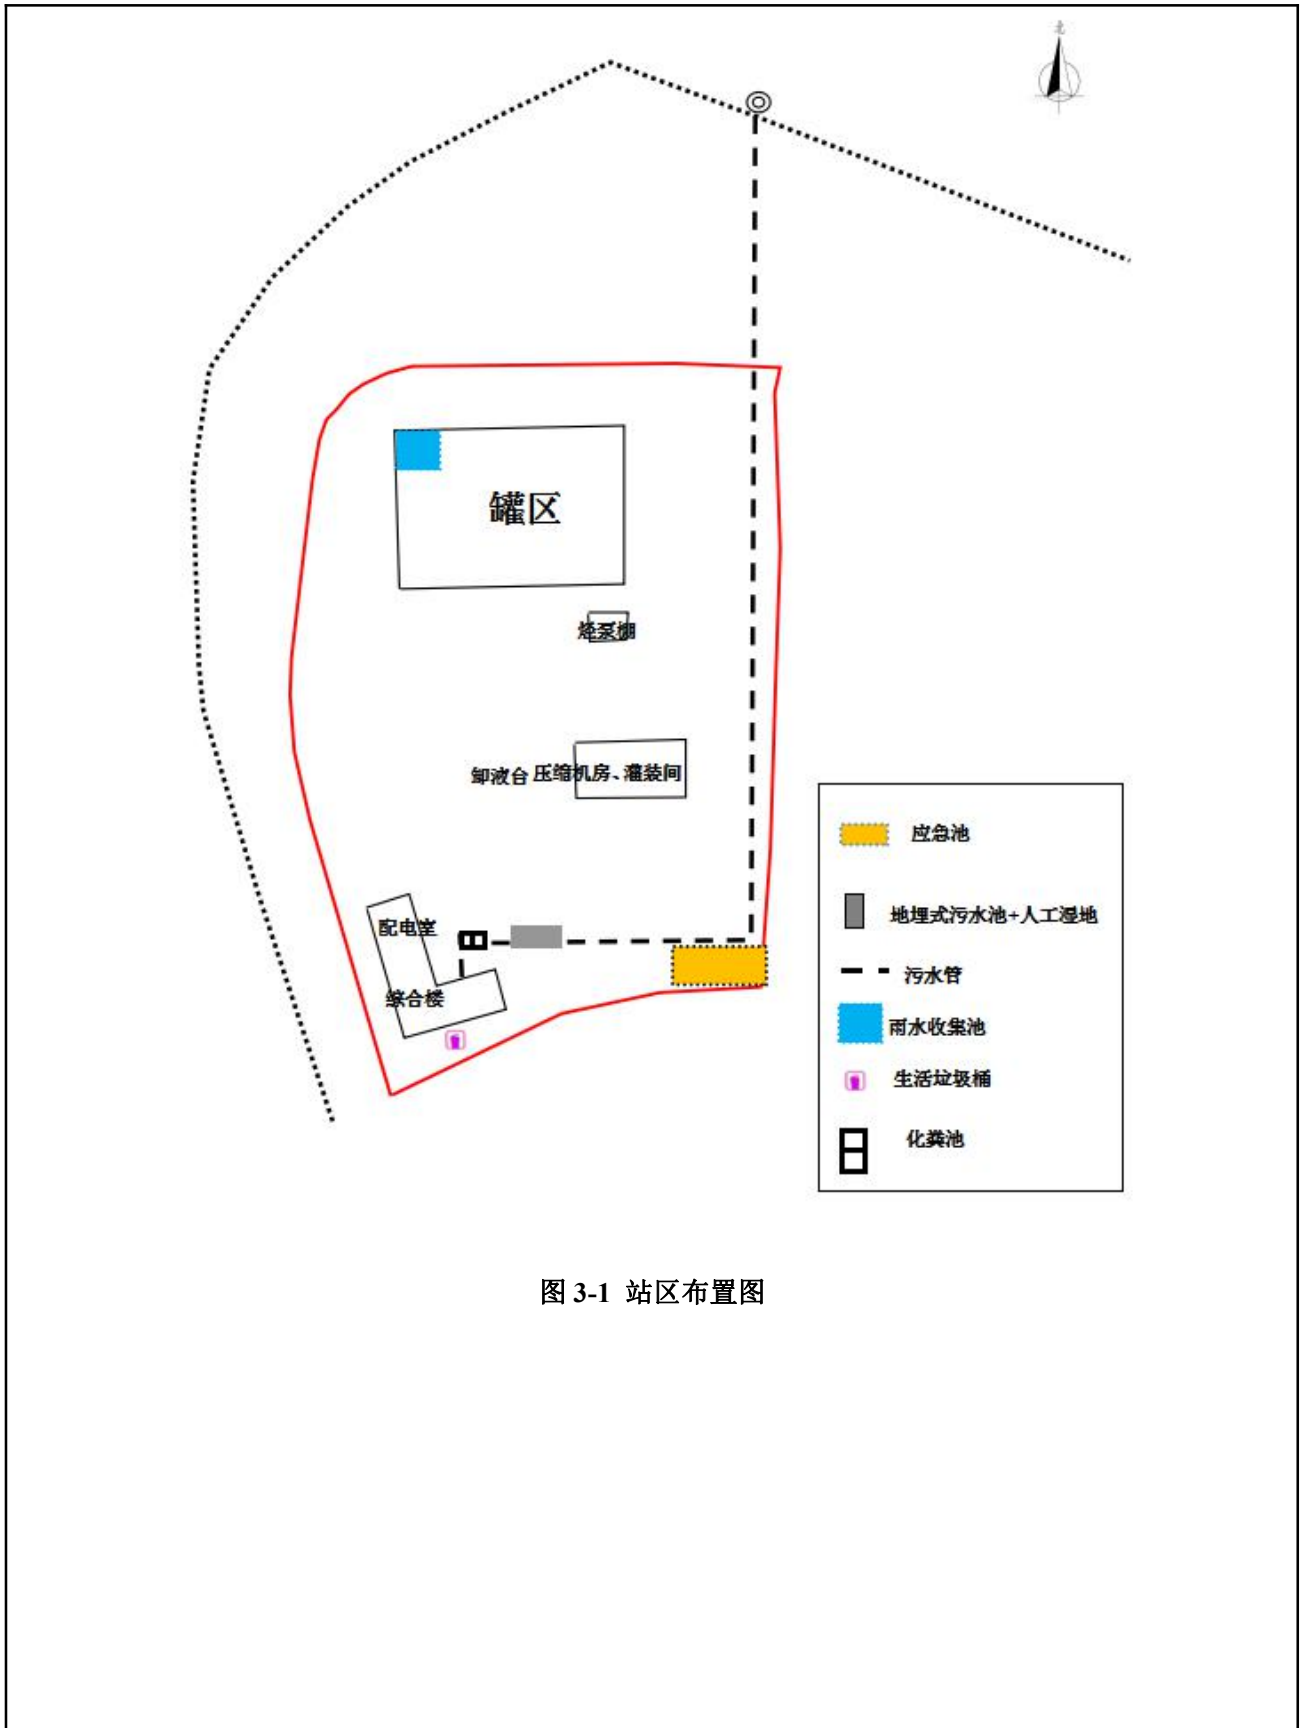 北
罐区
烃泵棚
卸液台 压缩机房、灌装间
配电室
综合楼
应急池
地埋式污水池+人工湿地
污水管
雨水收集池
生活垃圾桶
化粪池
图 3-1 站区布置图